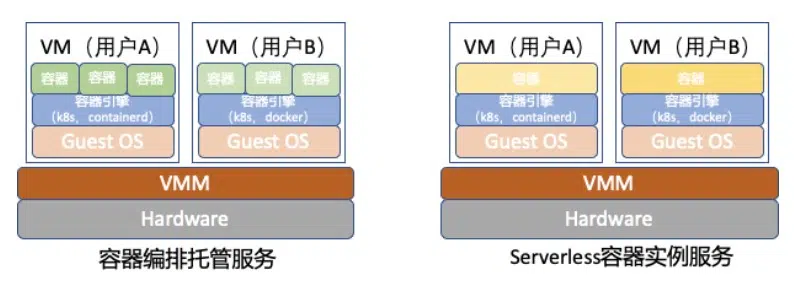 VM（用户A）
容器 容器 容器
容器引擎
（k8s，containerd）
Guest OS
VM（用户B）
容器 容器 容器
容器引擎
（k8s，docker）
Guest OS
VMM
Hardware
容器编排托管服务
VM（用户A）
容器
容器引擎
（k8s，containerd）
Guest OS
VM（用户B）
容器
容器引擎
（k8s，docker）
Guest OS
VMM
Hardware
Serverless容器实例服务